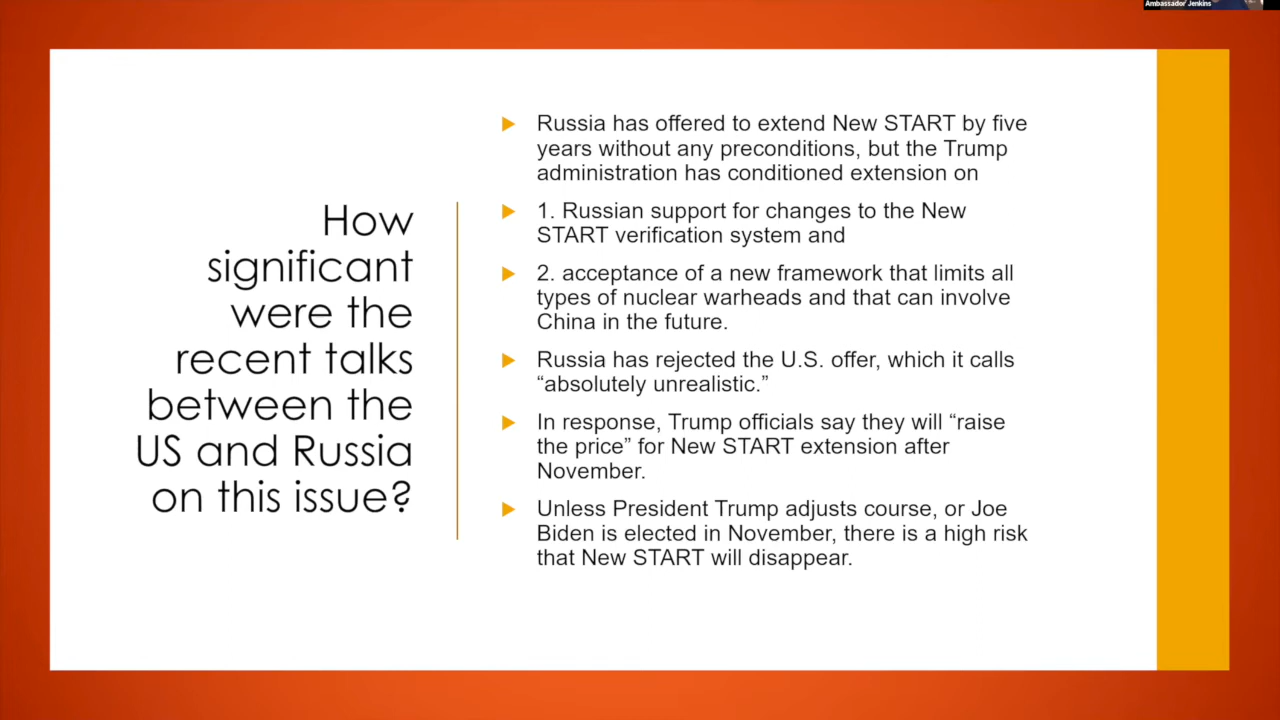 Ambassador Jenkins
How
significant
were the
recent talks
between the
US and Russia
on this issue?
Russia has offered to extend New START by five
years without any preconditions, but the Trump
administration has conditioned extension on
1. Russian support for changes to the New
START verification system and
2. acceptance of a new framework that limits all
types of nuclear warheads and that can involve
China in the future.
Russia has rejected the U.S. offer, which it calls
“absolutely unrealistic.”
In response, Trump officials say they will “raise
the price” for New START extension after
November.
Unless President Trump adjusts course, or Joe
Biden is elected in November, there is a high risk
that New START will disappear.